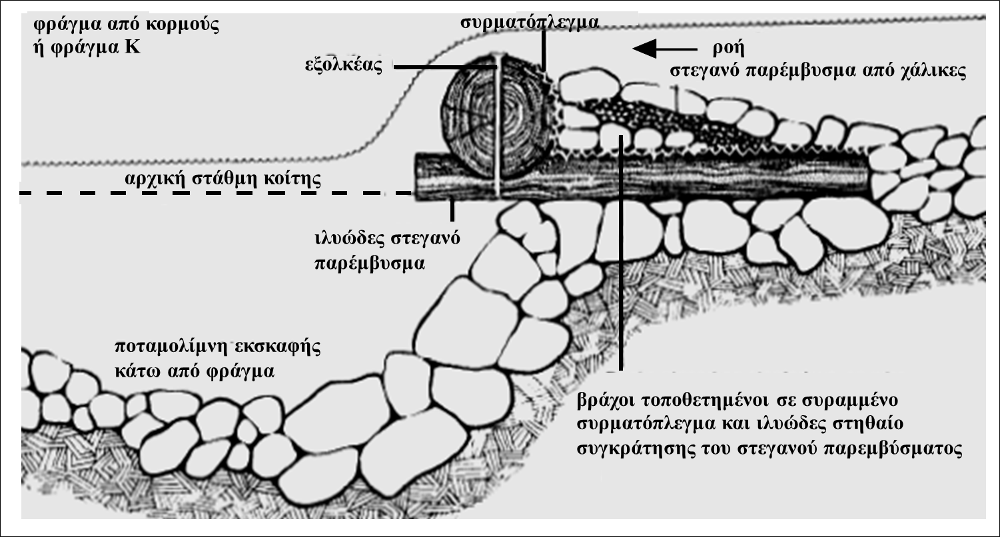 φράγμα από κορμούς
ή φράγμα Κ
συρματόπλεγμα
ροή
εξολκέας
στεγανό παρέμβυσμα από χάλικες
αρχική στάθμη κοίτης
ιλυώδες στεγανό
παρέμβυσμα
ποταμολίμνη εκσκαφής
κάτω από φράγμα
βράχοι τοποθετημένοι σε συραμμένο
συρματόπλεγμα και ιλυώδες στηθαίο
συγκράτησης του στεγανού παρεμβύσματος